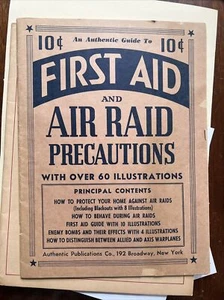 10¢ An Authentic Guide To 10¢
FIRST AID
AND
AIR RAID
PRECAUTIONS
WITH OVER 60 ILLUSTRATIONS
PRINCIPAL CONTENTS
HOW TO PROTECT YOUR HOME AGAINST AIR RAIDS
(Including Blackouts with 8 Illustrations)
HOW TO BEHAVE DURING AIR RAIDS
FIRST AID GUIDE WITH 10 ILLUSTRATIONS
ENEMY BOMBS AND THEIR EFFECTS WITH 4 ILLUSTRATIONS
HOW TO DISTINGUISH BETWEEN ALLIED AND AXIS WARPLANES
Authentic Publications Co., 192 Broadway, New York